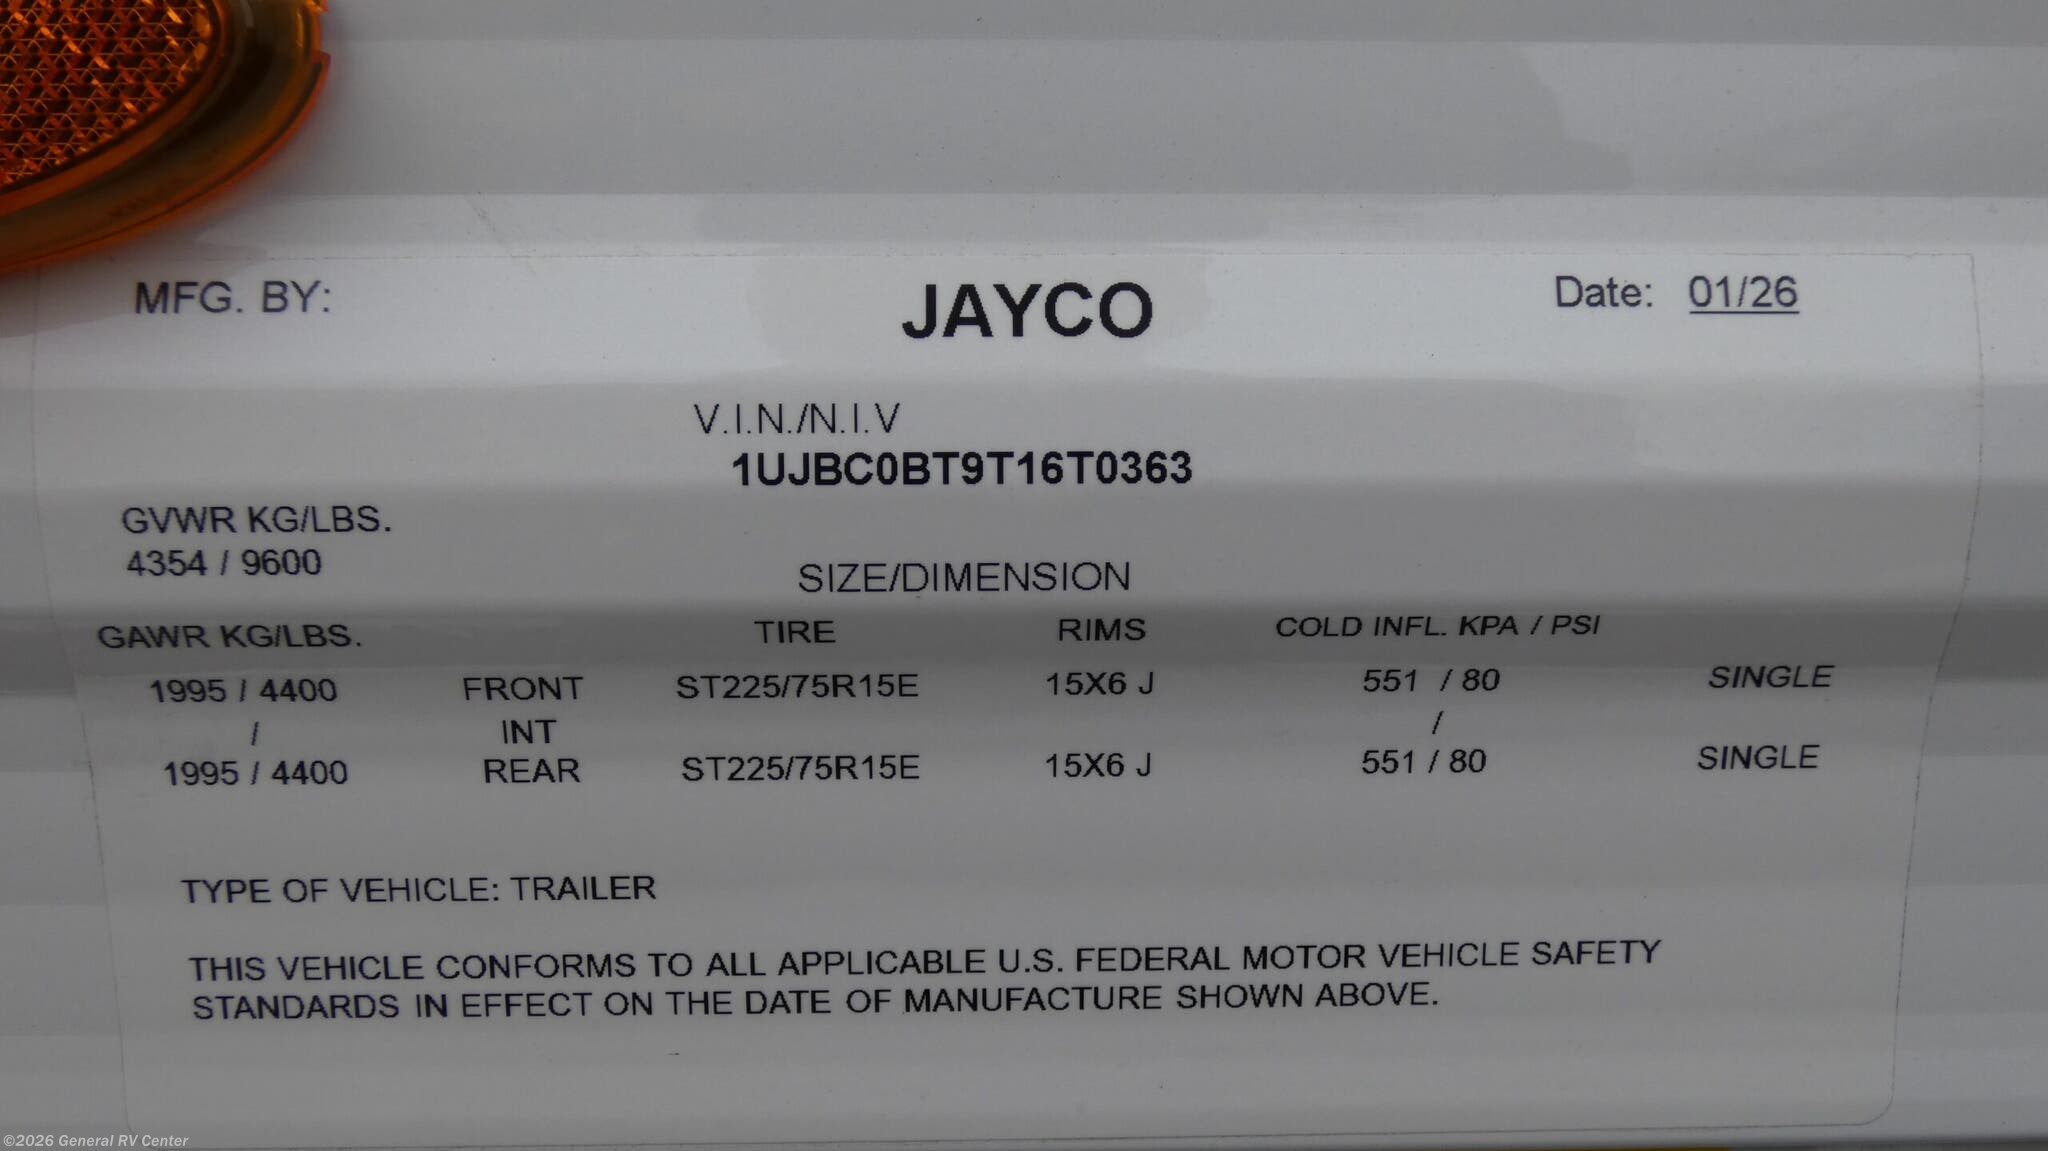 MFG. BY: JAYCO Date: 01/26
V.I.N./N.I.V
1UJBC0BT9T16T0363
GVWR KG/LBS.
4354 / 9600
SIZE/DIMENSION
GAWR KG/LBS. TIRE RIMS COLD INFL. KPA / PSI
1995 / 4400 FRONT ST225/75R15E 15X6 J 551 / 80 SINGLE
/ INT /
1995 / 4400 REAR ST225/75R15E 15X6 J 551 / 80 SINGLE
TYPE OF VEHICLE: TRAILER
THIS VEHICLE CONFORMS TO ALL APPLICABLE U.S. FEDERAL MOTOR VEHICLE SAFETY
STANDARDS IN EFFECT ON THE DATE OF MANUFACTURE SHOWN ABOVE.
©2026 General RV Center